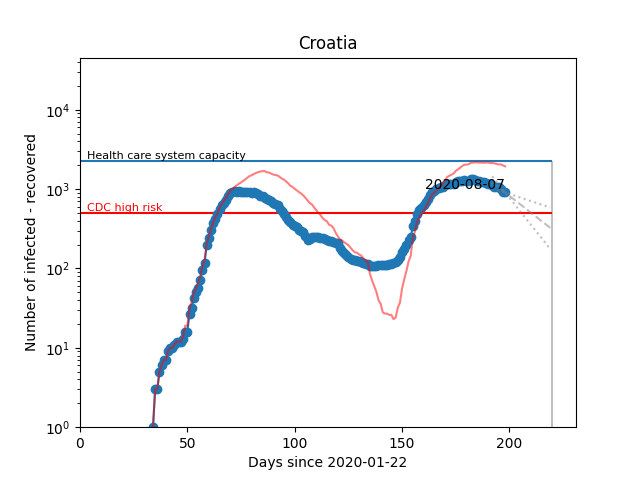 Croatia
Number of infected - recovered
10⁴
10³
10²
10¹
10⁰
Health care system capacity
CDC high risk
2020-08-07
0 50 100 150 200
Days since 2020-01-22